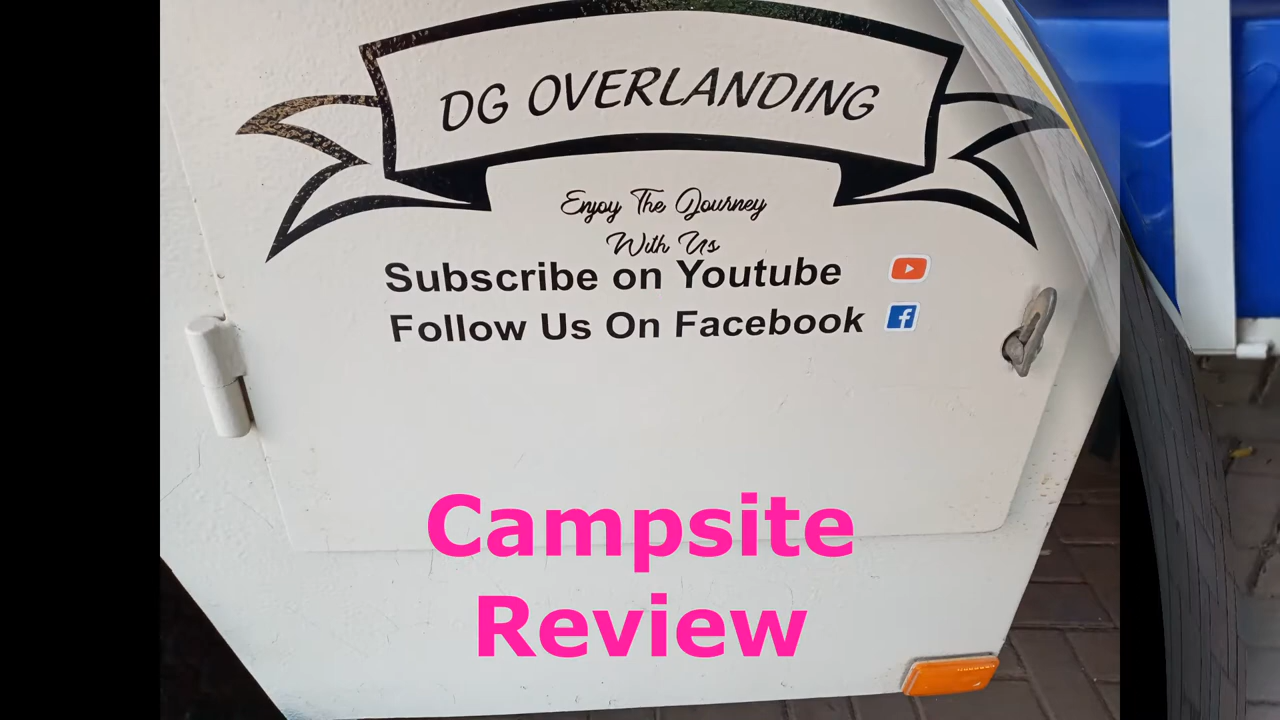 DG OVERLANDING
Enjoy The Journey
With Us
Subscribe on Youtube
Follow Us On Facebook
Campsite
Review